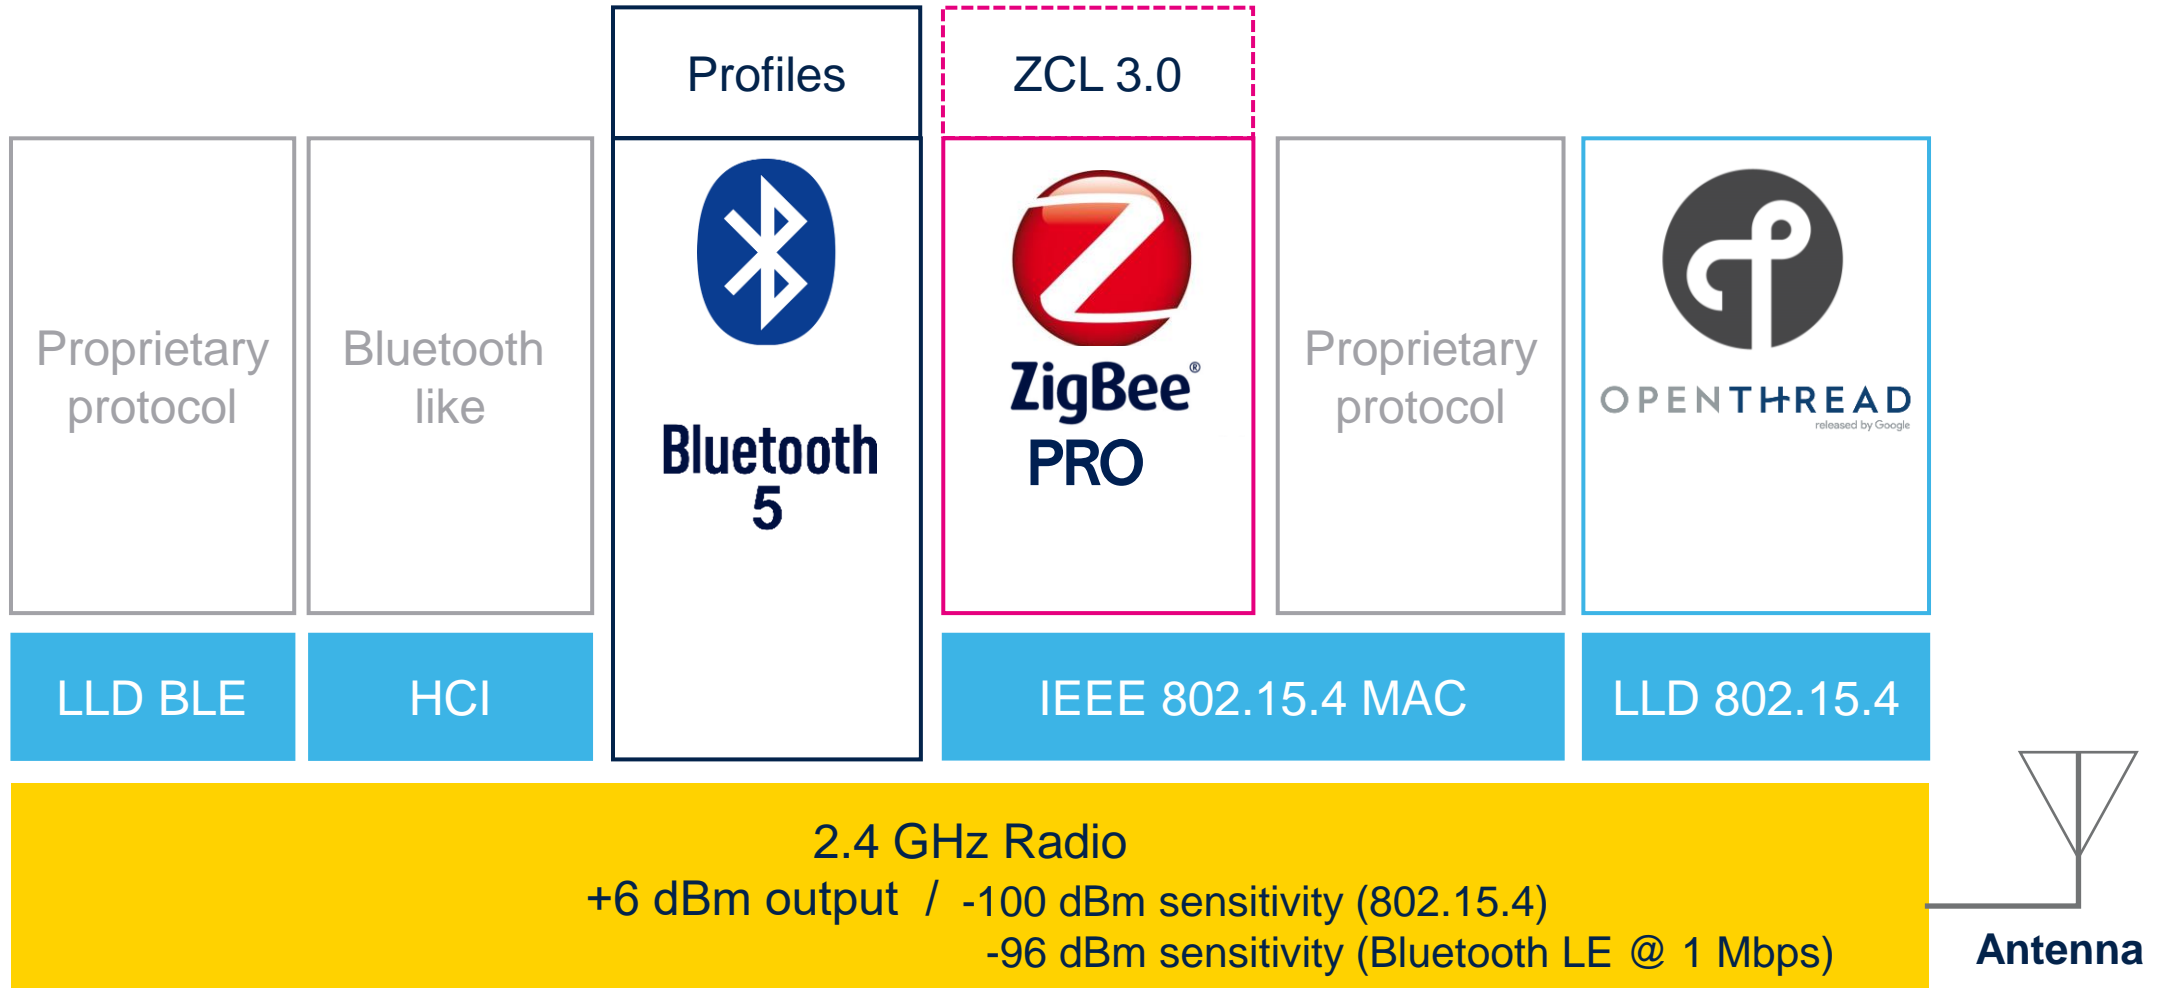 Profiles
ZCL 3.0
Proprietary
protocol
Bluetooth
like
Bluetooth
5
ZigBee®
PRO
Proprietary
protocol
OPENTHREAD
released by Google
LLD BLE
HCI
IEEE 802.15.4 MAC
LLD 802.15.4
2.4 GHz Radio
+6 dBm output / -100 dBm sensitivity (802.15.4)
-96 dBm sensitivity (Bluetooth LE @ 1 Mbps)
Antenna